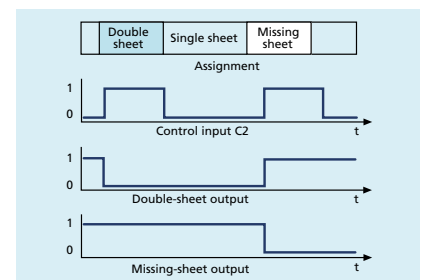 Double sheet
Single sheet
Missing sheet
Assignment
1
0
Control input C2
t
1
0
Double-sheet output
t
1
0
Missing-sheet output
t